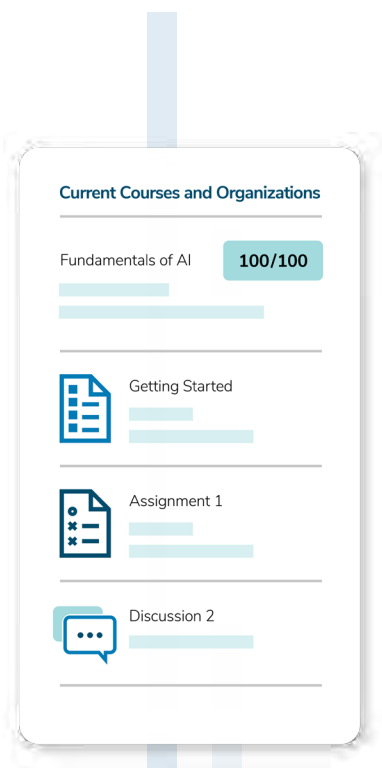 Current Courses and Organizations
Fundamentals of AI 100/100
Getting Started
Assignment 1
Discussion 2